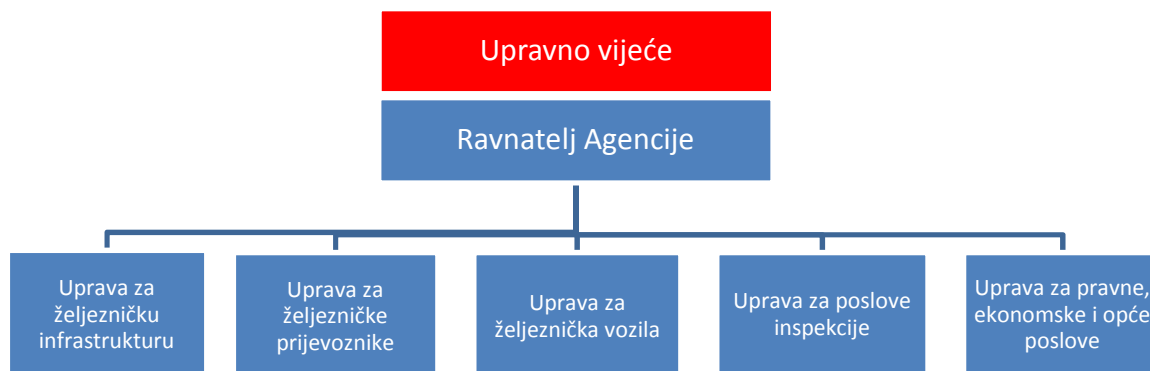 Upravno vijeće
Ravnatelj Agencije
Uprava za
željezničku
infrastrukturu
Uprava za
željezničke
prijevoznike
Uprava za
željeznička vozila
Uprava za poslove
inspekcije
Uprava za pravne,
ekonomske i opće
poslove